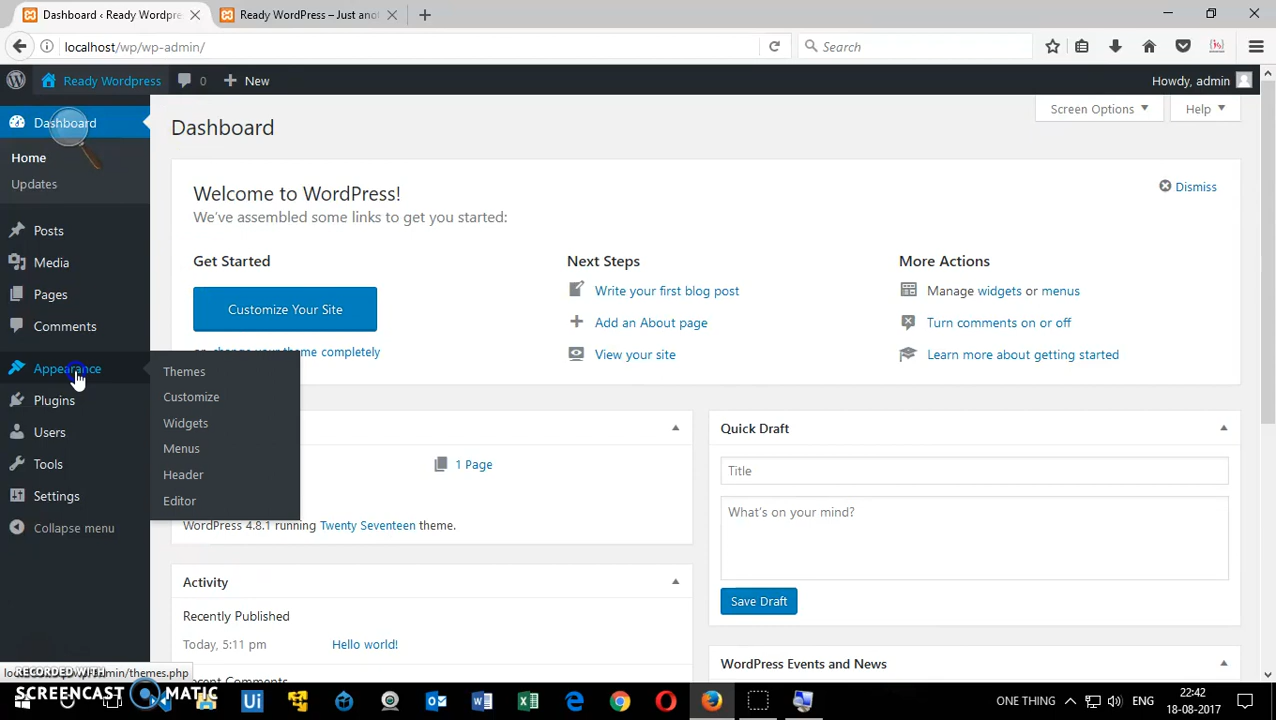 Dashboard ‹ Ready WordPres
Ready WordPress – Just ano
localhost/wp/wp-admin/
Search
Ready Wordpress
0
New
Howdy, admin
Dashboard
Home
Updates
Posts
Media
Pages
Comments
Appearance
Plugins
Users
Tools
Settings
Collapse menu
Themes
Customize
Widgets
Menus
Header
Editor
Dashboard
Screen Options
Help
Welcome to WordPress!
We've assembled some links to get you started:
Dismiss
Get Started
Customize Your Site
or, change your theme completely
Next Steps
Write your first blog post
Add an About page
View your site
More Actions
Manage widgets or menus
Turn comments on or off
Learn more about getting started
1 Page
WordPress 4.8.1 running Twenty Seventeen theme.
Activity
Recently Published
Today, 5:11 pm
Hello world!
Recent Comments
Quick Draft
Title
What's on your mind?
Save Draft
WordPress Events and News
min/themes.php
RECORDED WITH
SCREENCAST MATIC
Ui
ONE THING
ENG
22:42
18-08-2017